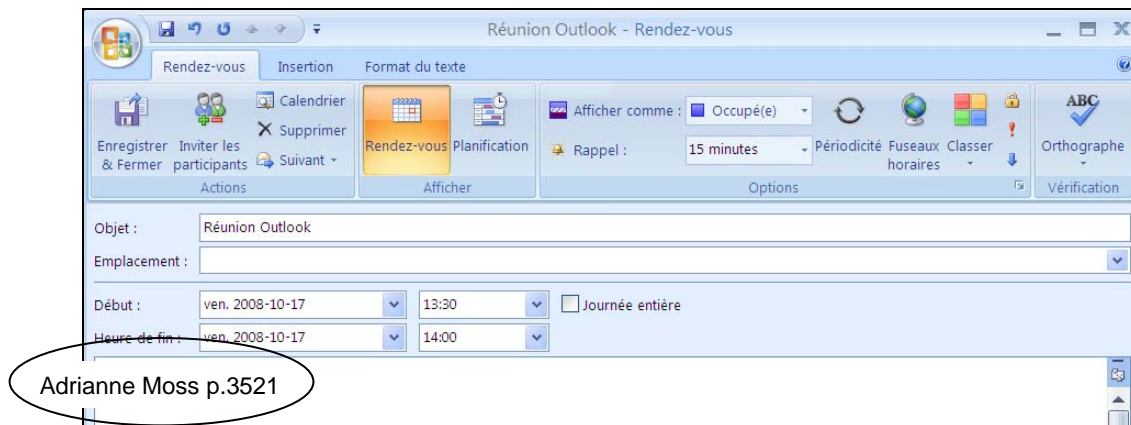 Réunion Outlook - Rendez-vous
Rendez-vous Insertion Format du texte
Enregistrer & Fermer
Inviter les participants
Calendrier
Supprimer
Suivant
Actions
Rendez-vous
Planification
Afficher
Afficher comme : Occupé(e)
Rappel : 15 minutes
Périodicité
Fuseaux horaires
Classer
Options
ABC
Orthographe
Vérification
Objet : Réunion Outlook
Emplacement :
Début : ven. 2008-10-17 13:30 Journée entière
Heure de fin : ven. 2008-10-17 14:00
Adrianne Moss p.3521